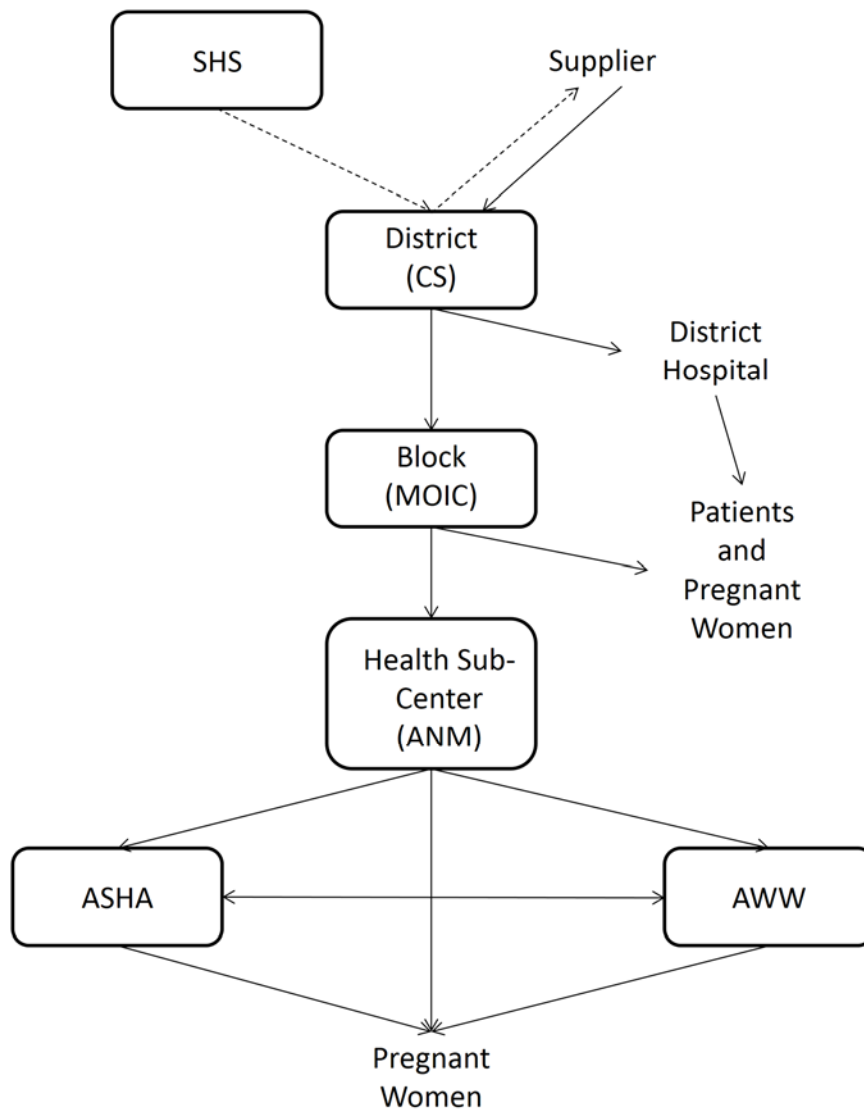 SHS
Supplier
District
(CS)
District
Hospital
Block
(MOIC)
Patients
and
Pregnant
Women
Health Sub-
Center
(ANM)
ASHA
AWW
Pregnant
Women